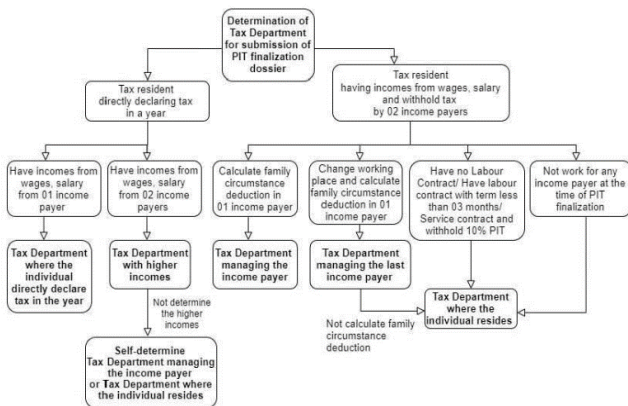 Determination of
Tax Department
for submission of
PIT finalization
dossier
Tax resident
directly declaring tax
in a year
Tax resident
having incomes from wages, salary
and withhold tax
by 02 income payers
Have incomes from
wages, salary
from 01 income
payer
Have incomes from
wages, salary
from 02 income
payers
Calculate family
circumstance
deduction in
01 income payer
Change working
place and calculate
family circumstance
deduction in 01
income payer
Have no Labour
Contract/ Have labour
contract with term less
than 03 months/
Service contract and
withhold 10% PIT
Not work for any
income payer at the
time of PIT
finalization
Tax Department
where the
individual
directly declare
tax in the year
Tax Department
with higher
incomes
Tax Department
managing the
income payer
Tax Department
managing the last
income payer
Tax Department
where the
individual resides
Not determine
the higher
incomes
Not calculate family
circumstance
deduction
Self-determine
Tax Department managing
the income payer
or Tax Department where
the individual resides